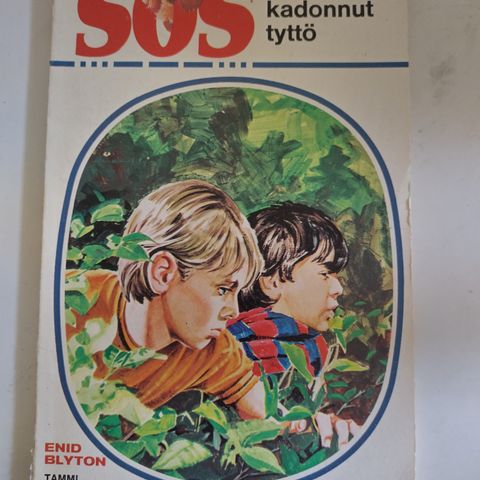 SOS
kadonnut
tyttö
ENID
BLYTON
TAMMI